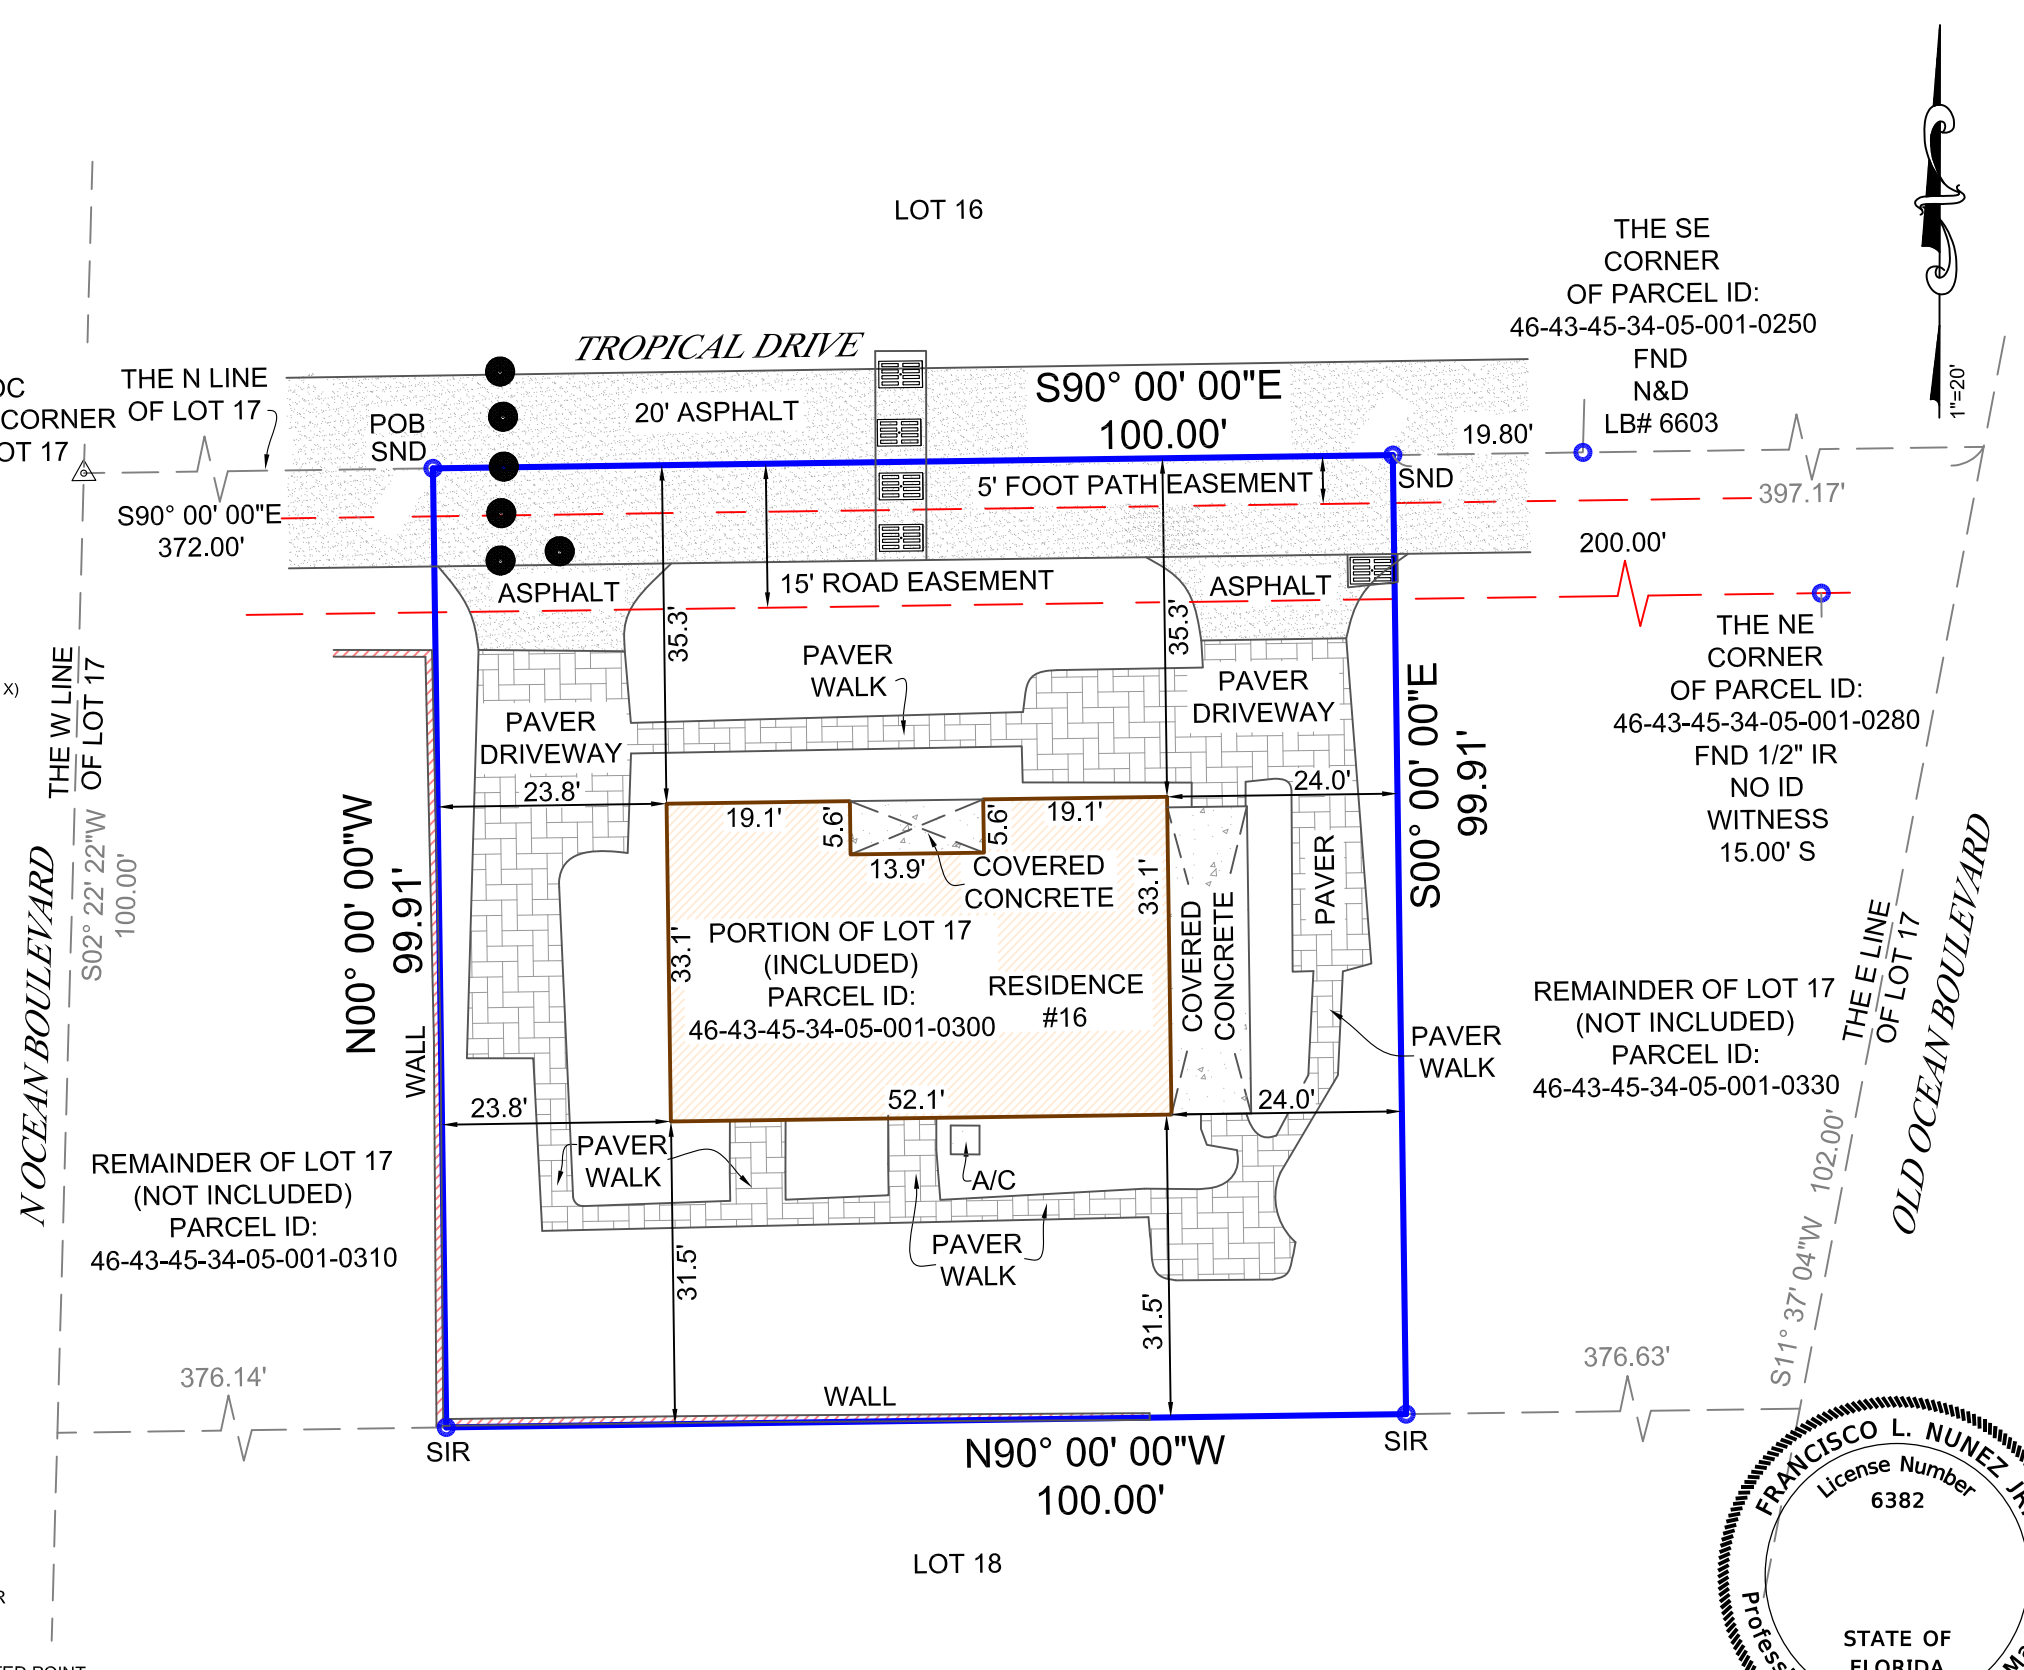 LOT 16
THE SE
CORNER
OF PARCEL ID:
46-43-45-34-05-001-0250
FND
N&D
LB# 6603
1"=20'
TROPICAL DRIVE
THE N LINE
OF LOT 17
CORNER
LOT 17
POB
SND
20' ASPHALT
S90° 00' 00"E
100.00'
19.80'
SND
5' FOOT PATH EASEMENT
397.17'
S90° 00' 00"E
372.00'
200.00'
ASPHALT
15' ROAD EASEMENT
ASPHALT
35.3'
35.3'
THE NE
CORNER
OF PARCEL ID:
46-43-45-34-05-001-0280
FND 1/2" IR
NO ID
WITNESS
15.00' S
THE W LINE
OF LOT 17
X)
PAVER
WALK
PAVER
DRIVEWAY
PAVER
DRIVEWAY
S00° 00' 00"E
99.91'
23.8'
24.0'
19.1'
5.6'
5.6'
19.1'
13.9'
COVERED
CONCRETE
N00° 00' 00"W
99.91'
S02° 22' 22"W
100.00'
N OCEAN BOULEVARD
33.1'
33.1'
PORTION OF LOT 17
(INCLUDED)
PARCEL ID:
46-43-45-34-05-001-0300
RESIDENCE
#16
COVERED
CONCRETE
PAVER
PAVER
WALK
REMAINDER OF LOT 17
(NOT INCLUDED)
PARCEL ID:
46-43-45-34-05-001-0330
THE E LINE
OF LOT 17
OLD OCEAN BOULEVARD
WALL
23.8'
52.1'
24.0'
PAVER
WALK
A/C
REMAINDER OF LOT 17
(NOT INCLUDED)
PARCEL ID:
46-43-45-34-05-001-0310
S11° 37' 04"W 102.00'
PAVER
WALK
31.5'
31.5'
376.14'
376.63'
WALL
SIR
SIR
N90° 00' 00"W
100.00'
LOT 18
FRANCISCO L. NUNEZ
License Number
6382
STATE OF
FLORIDA
POINT